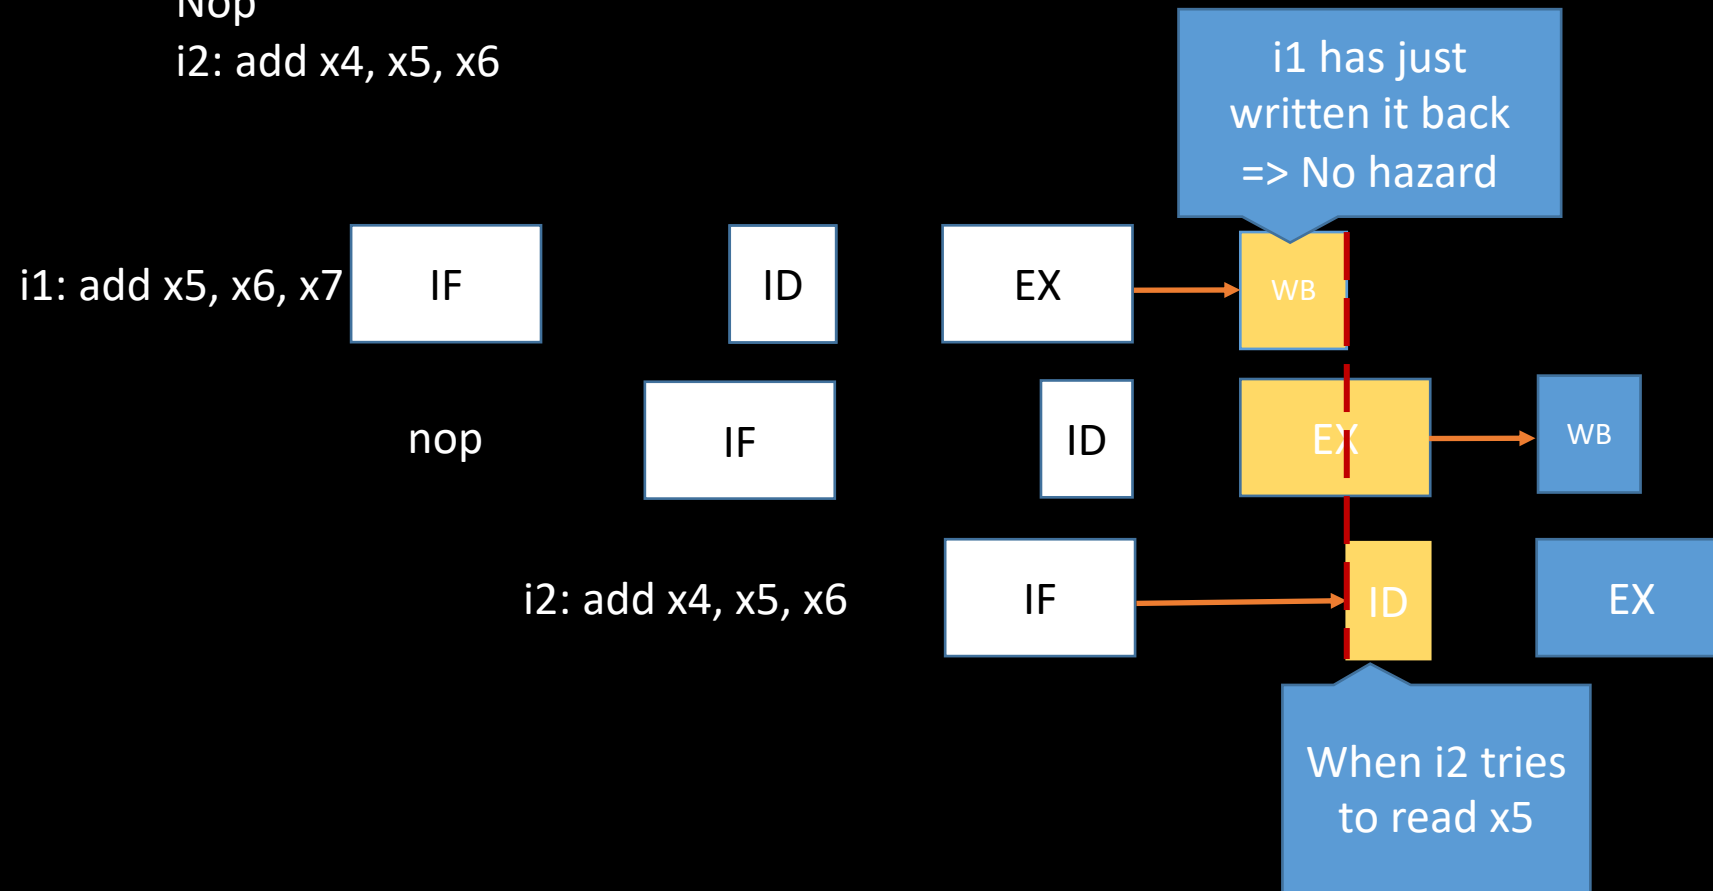 Nop
i2: add x4, x5, x6
i1 has just
written it back
=> No hazard
i1: add x5, x6, x7
IF
ID
EX
WB
nop
IF
ID
EX
WB
i2: add x4, x5, x6
IF
ID
EX
When i2 tries
to read x5